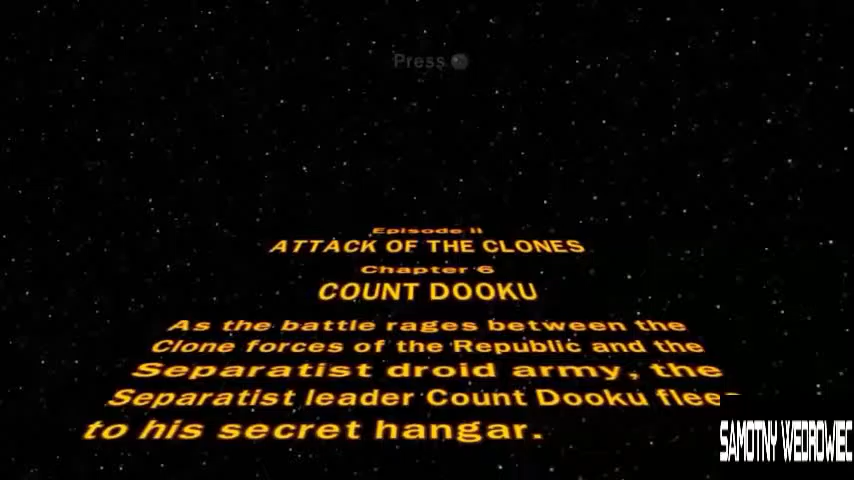 Press
Episode II
ATTACK OF THE CLONES
Chapter 6
COUNT DOOKU
As the battle rages between the
Clone forces of the Republic and the
Separatist droid army, the
Separatist leader Count Dooku flees
to his secret hangar.
SAMOTNY WEDROWIEC